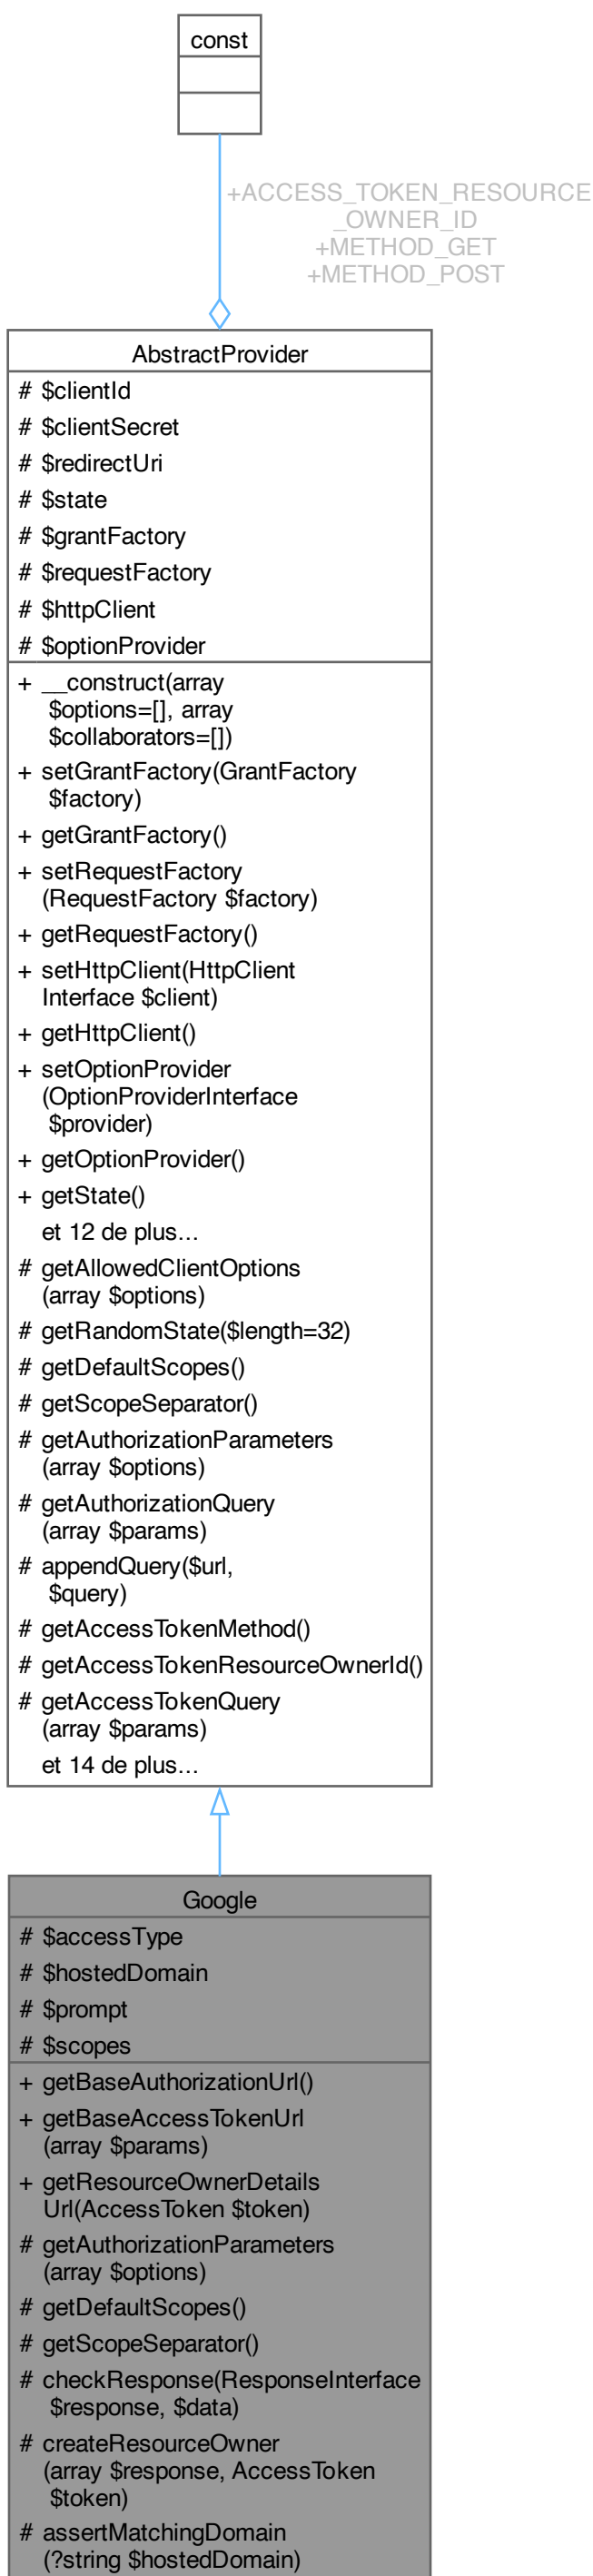 const
+ACCESS_TOKEN_RESOURCE
_OWNER_ID
+METHOD_GET
+METHOD_POST
AbstractProvider
# $clientId
# $clientSecret
# $redirectUri
# $state
# $grantFactory
# $requestFactory
# $httpClient
# $optionProvider
+ __construct(array
$options=[], array
$collaborators=[])
+ setGrantFactory(GrantFactory
$factory)
+ getGrantFactory()
+ setRequestFactory
(RequestFactory $factory)
+ getRequestFactory()
+ setHttpClient(HttpClient
Interface $client)
+ getHttpClient()
+ setOptionProvider
(OptionProviderInterface
$provider)
+ getOptionProvider()
+ getState()
et 12 de plus...
# getAllowedClientOptions
(array $options)
# getRandomState($length=32)
# getDefaultScopes()
# getScopeSeparator()
# getAuthorizationParameters
(array $options)
# getAuthorizationQuery
(array $params)
# appendQuery($url,
$query)
# getAccessTokenMethod()
# getAccessTokenResourceOwnerId()
# getAccessTokenQuery
(array $params)
et 14 de plus...
Google
# $accessType
# $hostedDomain
# $prompt
# $scopes
+ getBaseAuthorizationUrl()
+ getBaseAccessTokenUrl
(array $params)
+ getResourceOwnerDetails
Url(AccessToken $token)
# getAuthorizationParameters
(array $options)
# getDefaultScopes()
# getScopeSeparator()
# checkResponse(ResponseInterface
$response, $data)
# createResourceOwner
(array $response, AccessToken
$token)
# assertMatchingDomain
(?string $hostedDomain)